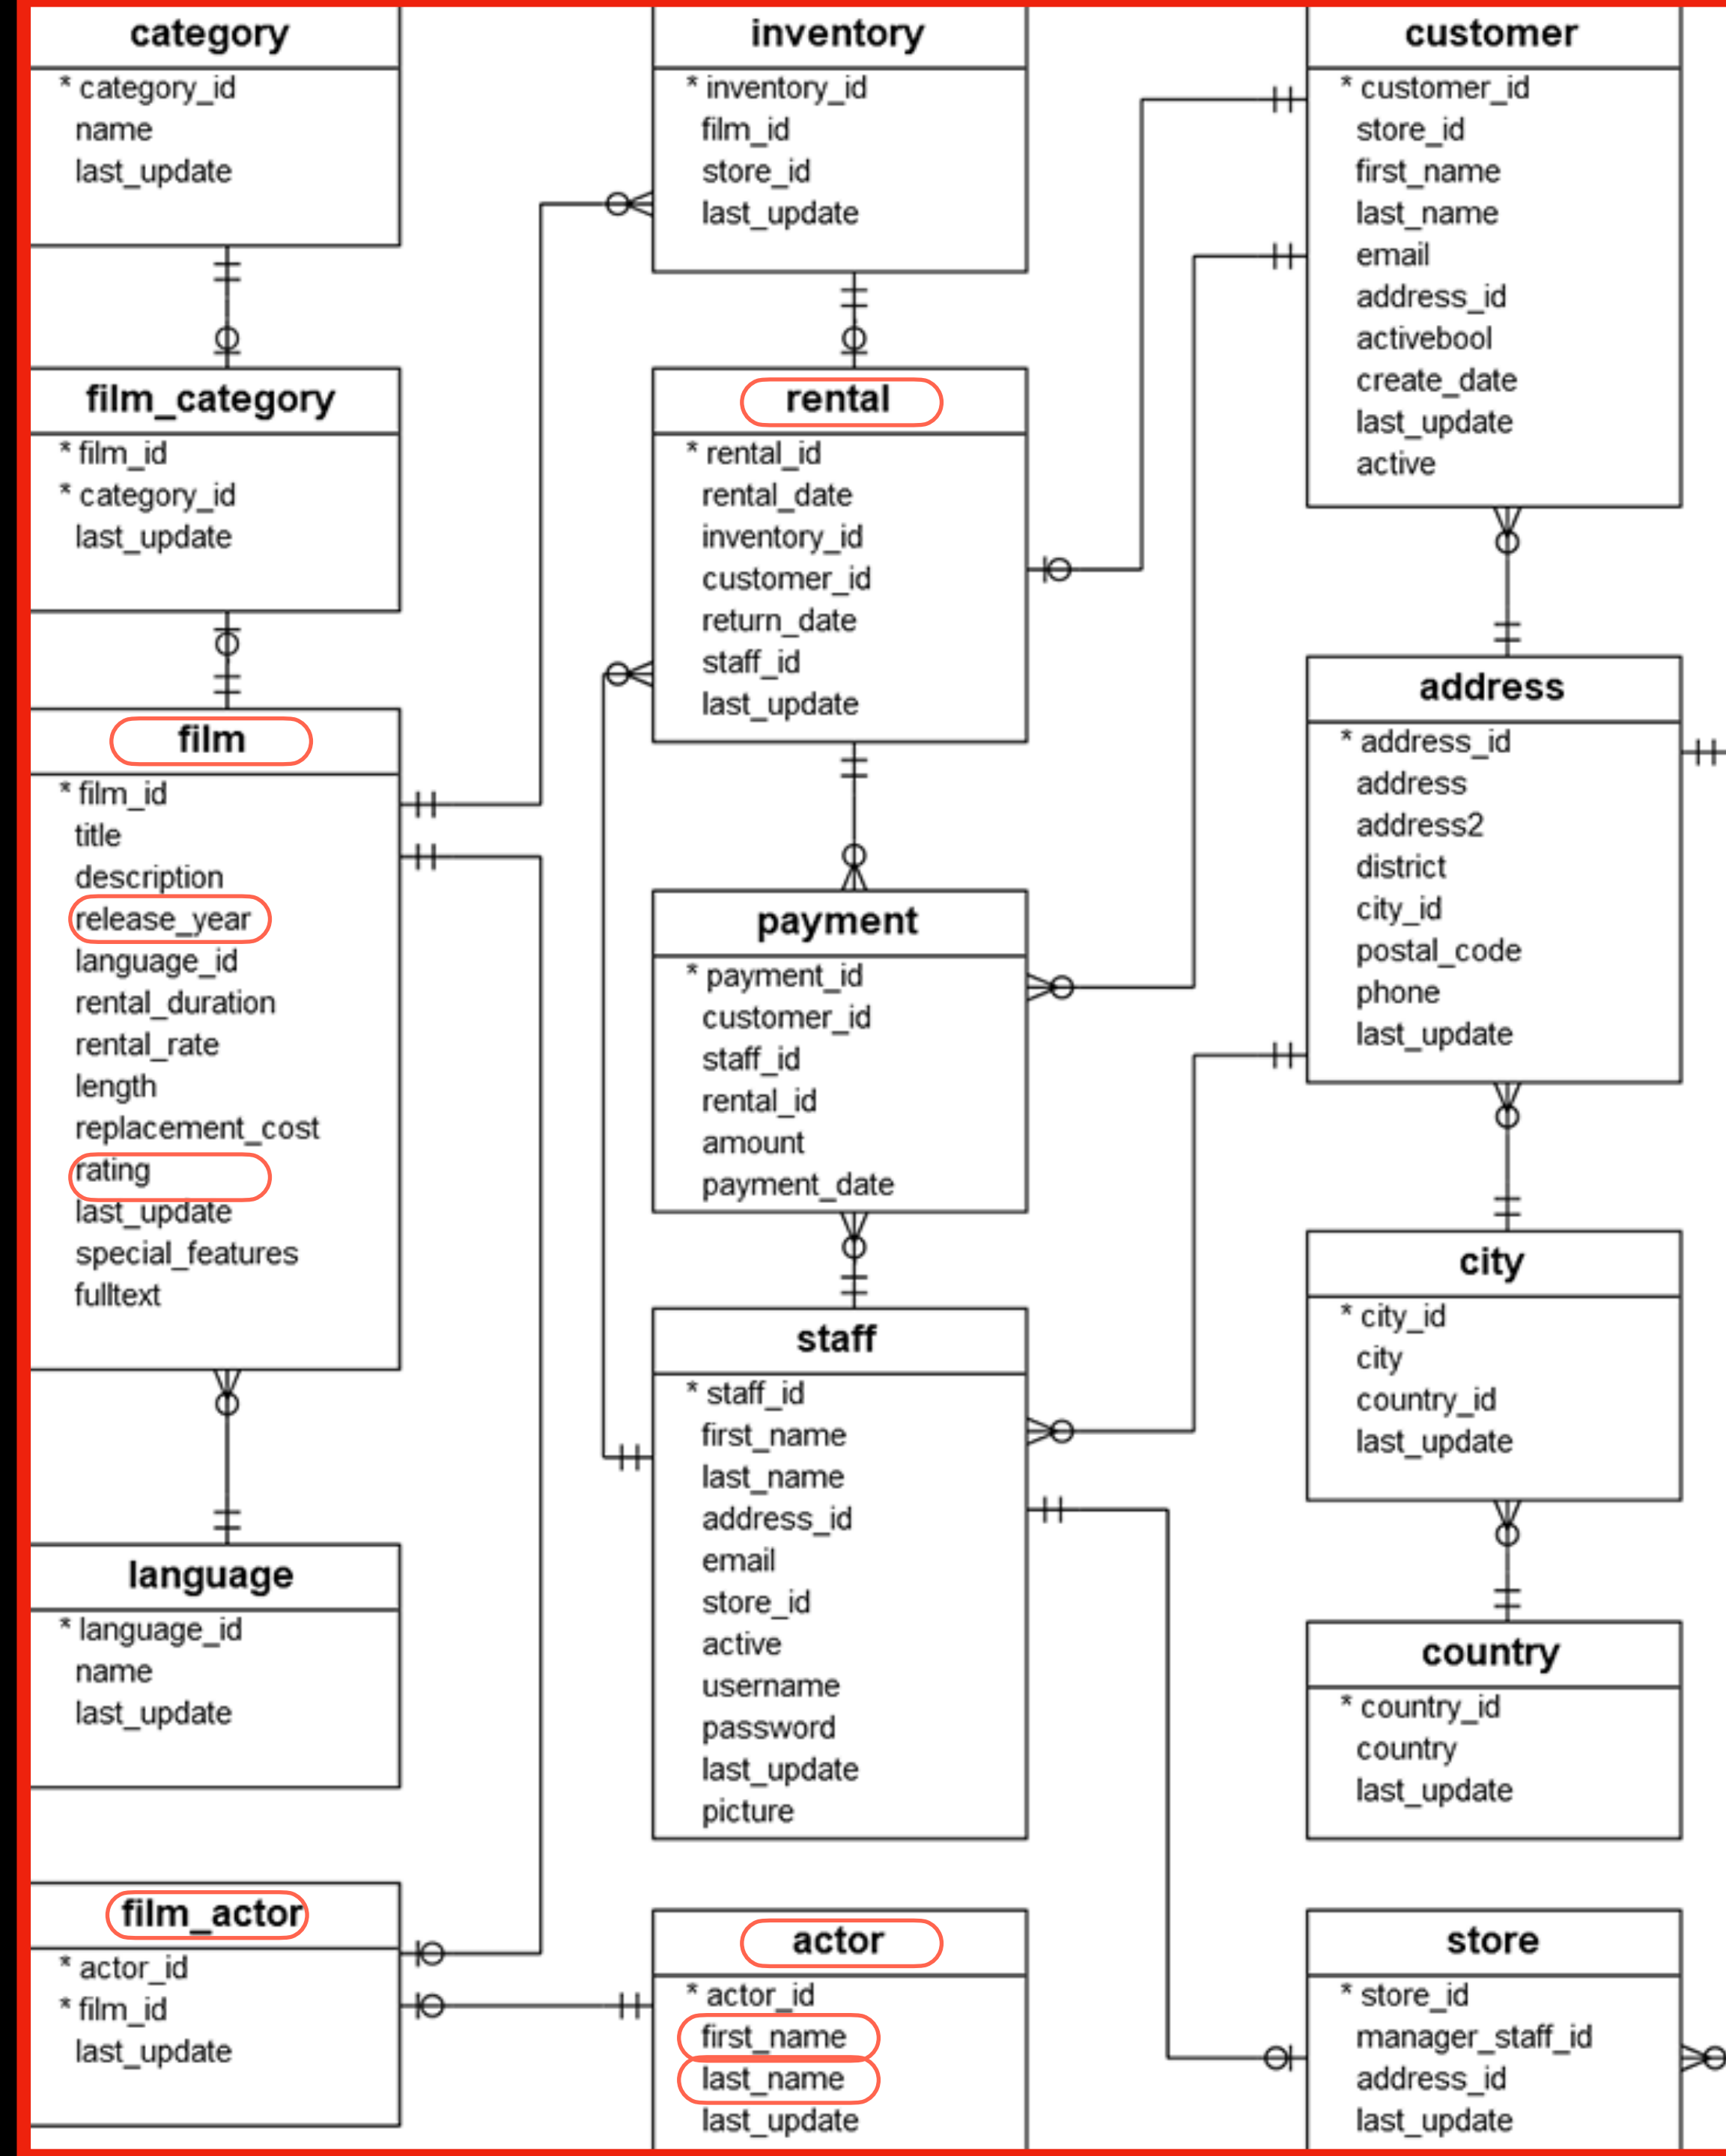 category
* category_id
name
last_update
film_category
* film_id
* category_id
last_update
film
* film_id
title
description
release_year
language_id
rental_duration
rental_rate
length
replacement_cost
rating
last_update
special_features
fulltext
language
* language_id
name
last_update
film_actor
* actor_id
* film_id
last_update
inventory
* inventory_id
film_id
store_id
last_update
rental
* rental_id
rental_date
inventory_id
customer_id
return_date
staff_id
last_update
payment
* payment_id
customer_id
staff_id
rental_id
amount
payment_date
staff
* staff_id
first_name
last_name
address_id
email
store_id
active
username
password
last_update
picture
actor
* actor_id
first_name
last_name
last_update
customer
* customer_id
store_id
first_name
last_name
email
address_id
activebool
create_date
last_update
active
address
* address_id
address
address2
district
city_id
postal_code
phone
last_update
city
* city_id
city
country_id
last_update
country
* country_id
country
last_update
store
* store_id
manager_staff_id
address_id
last_update